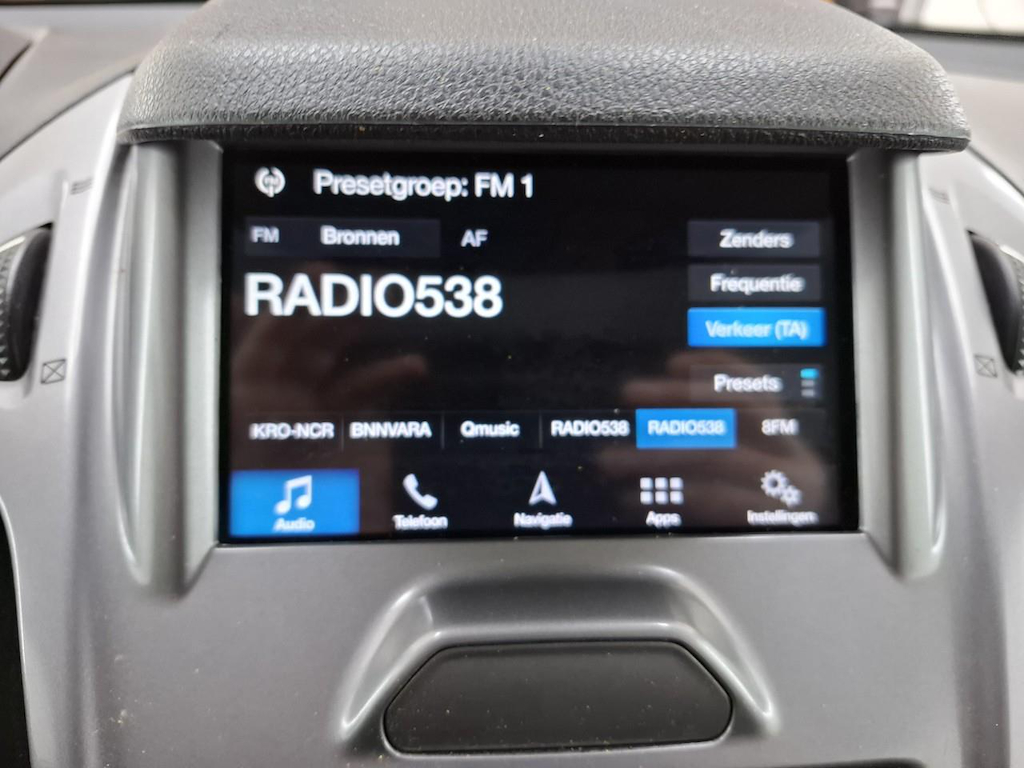 Presetgroep: FM 1
FM Bronnen AF Zenders
Frequentie
RADIO538
Verkeer (TA)
Presets
KRO-NCR BNNVARA Qmusic RADIO538 RADIO538 8FM
Audio Telefoon Navigatie Apps Instellingen